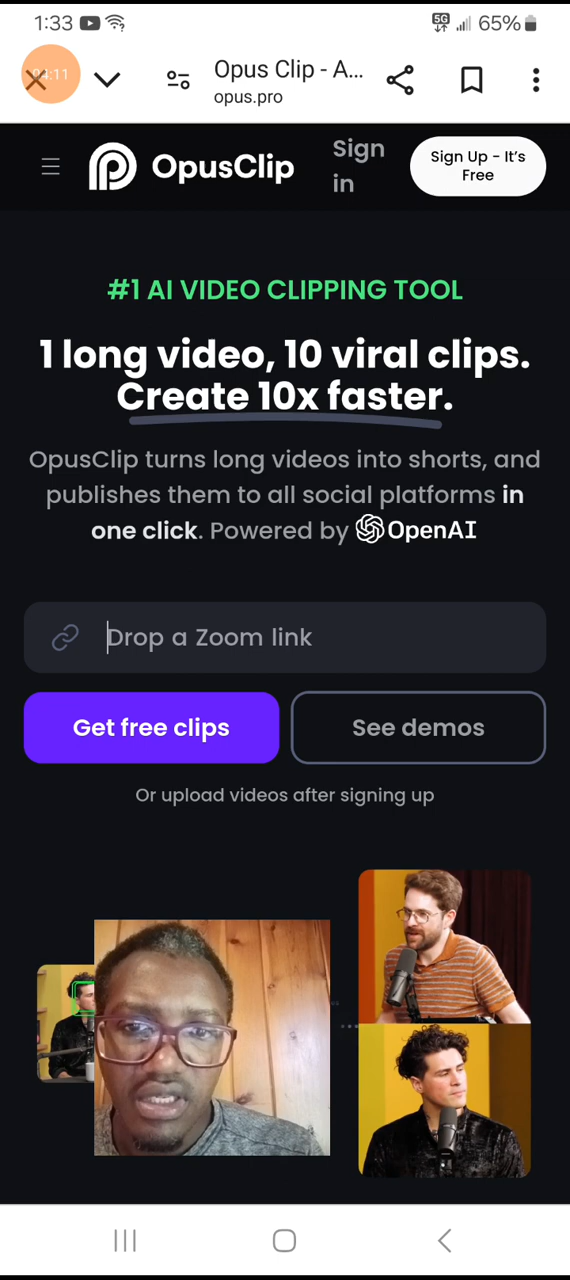 1:33
5G
65%
04:11
Opus Clip - A...
opus.pro
OpusClip
Sign in
Sign Up - It's Free
#1 AI VIDEO CLIPPING TOOL
1 long video, 10 viral clips.
Create 10x faster.
OpusClip turns long videos into shorts, and
publishes them to all social platforms in
one click. Powered by OpenAI
Drop a Zoom link
Get free clips
See demos
Or upload videos after signing up